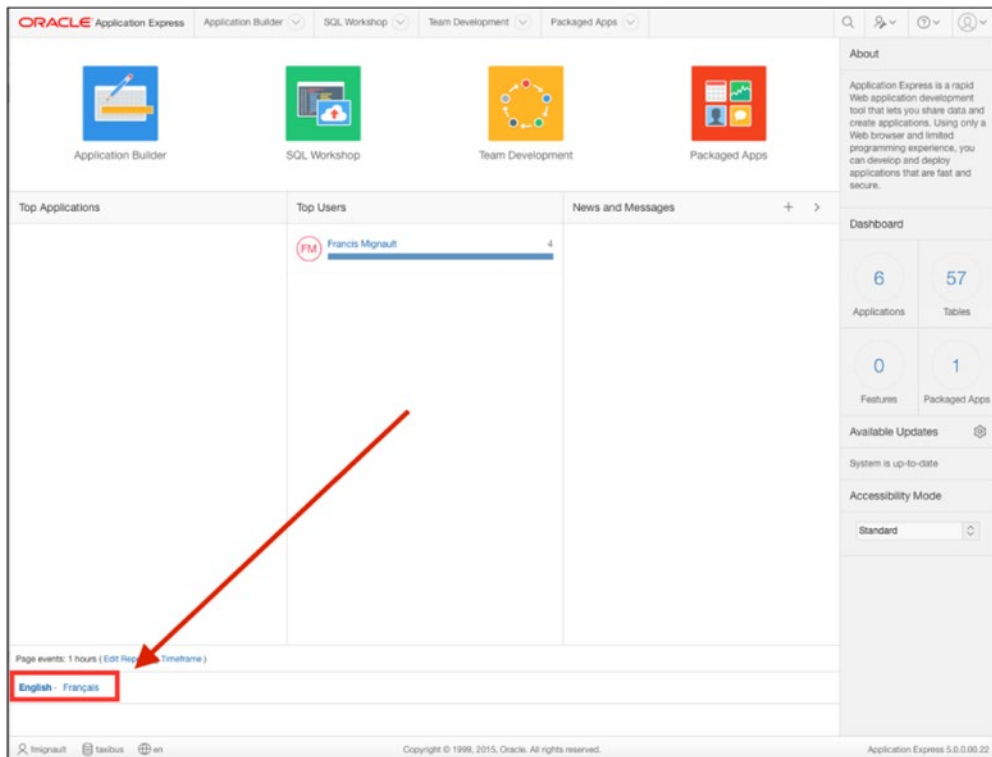 ORACLE Application Express
Application Builder
SQL Workshop
Team Development
Packaged Apps
Application Builder
SQL Workshop
Team Development
Packaged Apps
Top Applications
Top Users
News and Messages
FM
Francis Mignault
4
Page events: 1 hours ( Edit
Timeframe )
English - Français
About
Application Express is a rapid
Web application development
tool that lets you share data and
create applications. Using only a
Web browser and limited
programming experience, you
can develop and deploy
applications that are fast and
secure.
Dashboard
6
Applications
57
Tables
0
Features
1
Packaged Apps
Available Updates
System is up-to-date
Accessibility Mode
Standard
fmignault
taxibus
en
Copyright © 1999, 2015, Oracle. All rights reserved.
Application Express 5.0.0.00.22